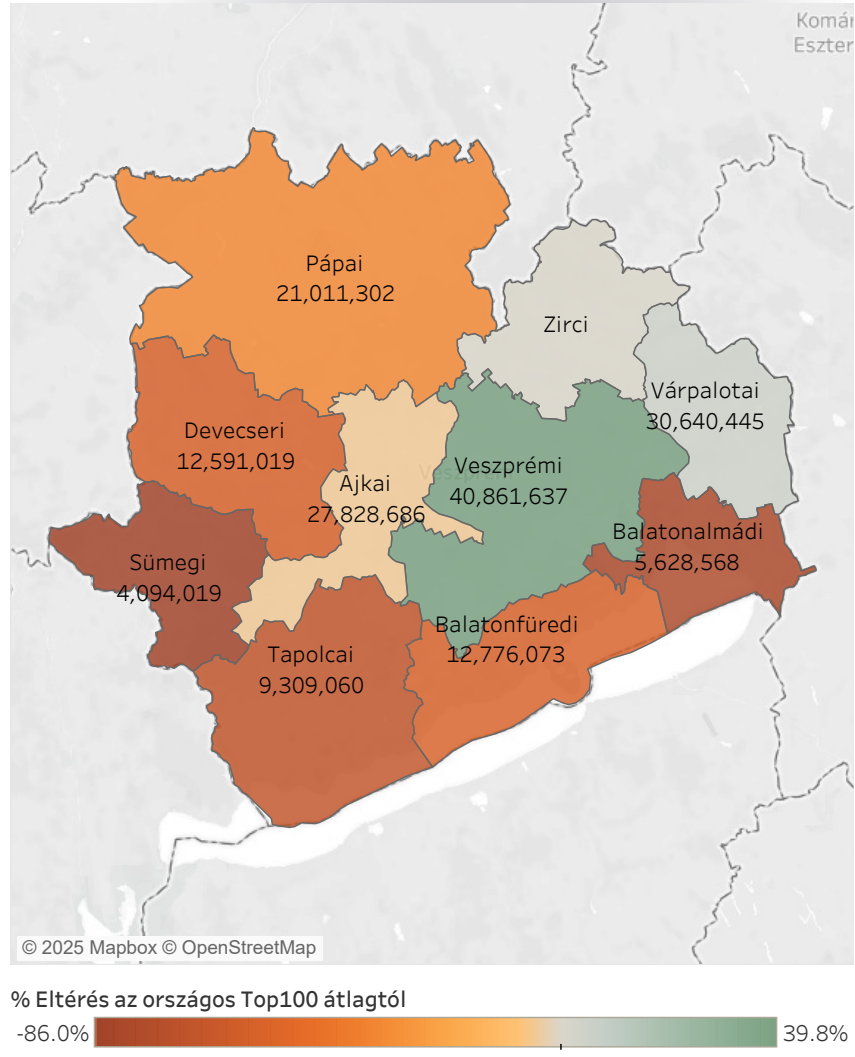 Komár
Eszter
Pápai
21,011,302
Zirci
Várpalotai
30,640,445
Devecseri
12,591,019
Veszprémi
40,861,637
Ajkai
27,828,686
Balatonalmádi
5,628,568
Sümegi
4,094,019
Balatonfüredi
12,776,073
Tapolcai
9,309,060
© 2025 Mapbox © OpenStreetMap
% Eltérés az országos Top100 átlagtól
-86.0% 39.8%